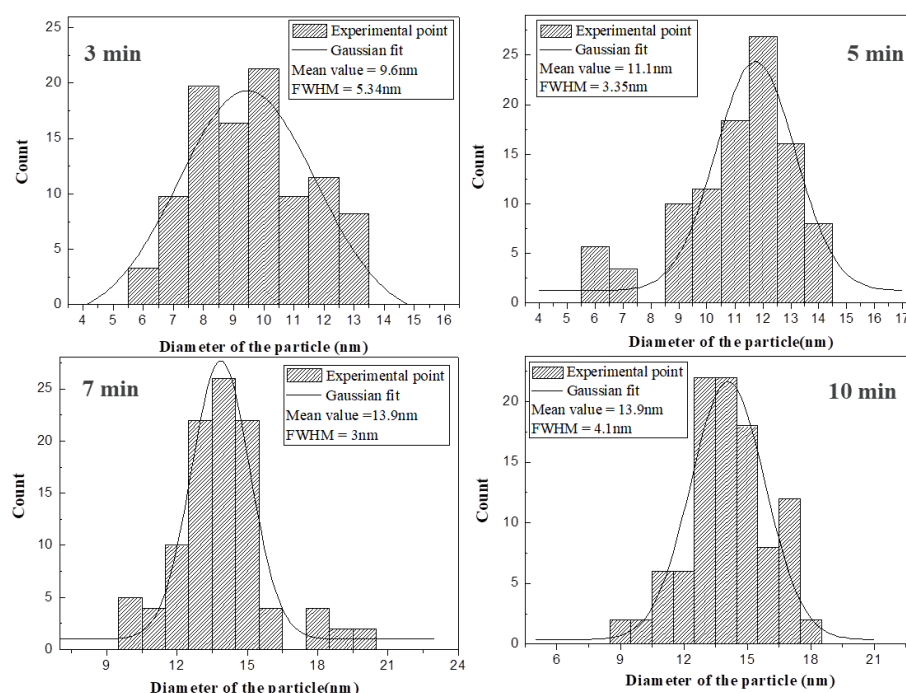 3 min
Experimental point
Gaussian fit
Mean value = 9.6nm
FWHM = 5.34nm
Count
25
20
15
10
5
0
4 5 6 7 8 9 10 11 12 13 14 15 16
Diameter of the particle (nm)
5 min
Experimental point
Gaussian fit
Mean value = 11.1nm
FWHM = 3.35nm
Count
25
20
15
10
5
0
4 5 6 7 8 9 10 11 12 13 14 15 16 17
Diameter of the particle(nm)
7 min
Experimental point
Gaussian fit
Mean value =13.9nm
FWHM = 3nm
Count
25
20
15
10
5
0
9 12 15 18 21 24
Diameter of the particle(nm)
10 min
Experimental point
Gaussian fit
Mean value =13.9nm
FWHM = 4.1nm
Count
20
15
10
5
0
6 9 12 15 18 21
Diameter of the particle (nm)